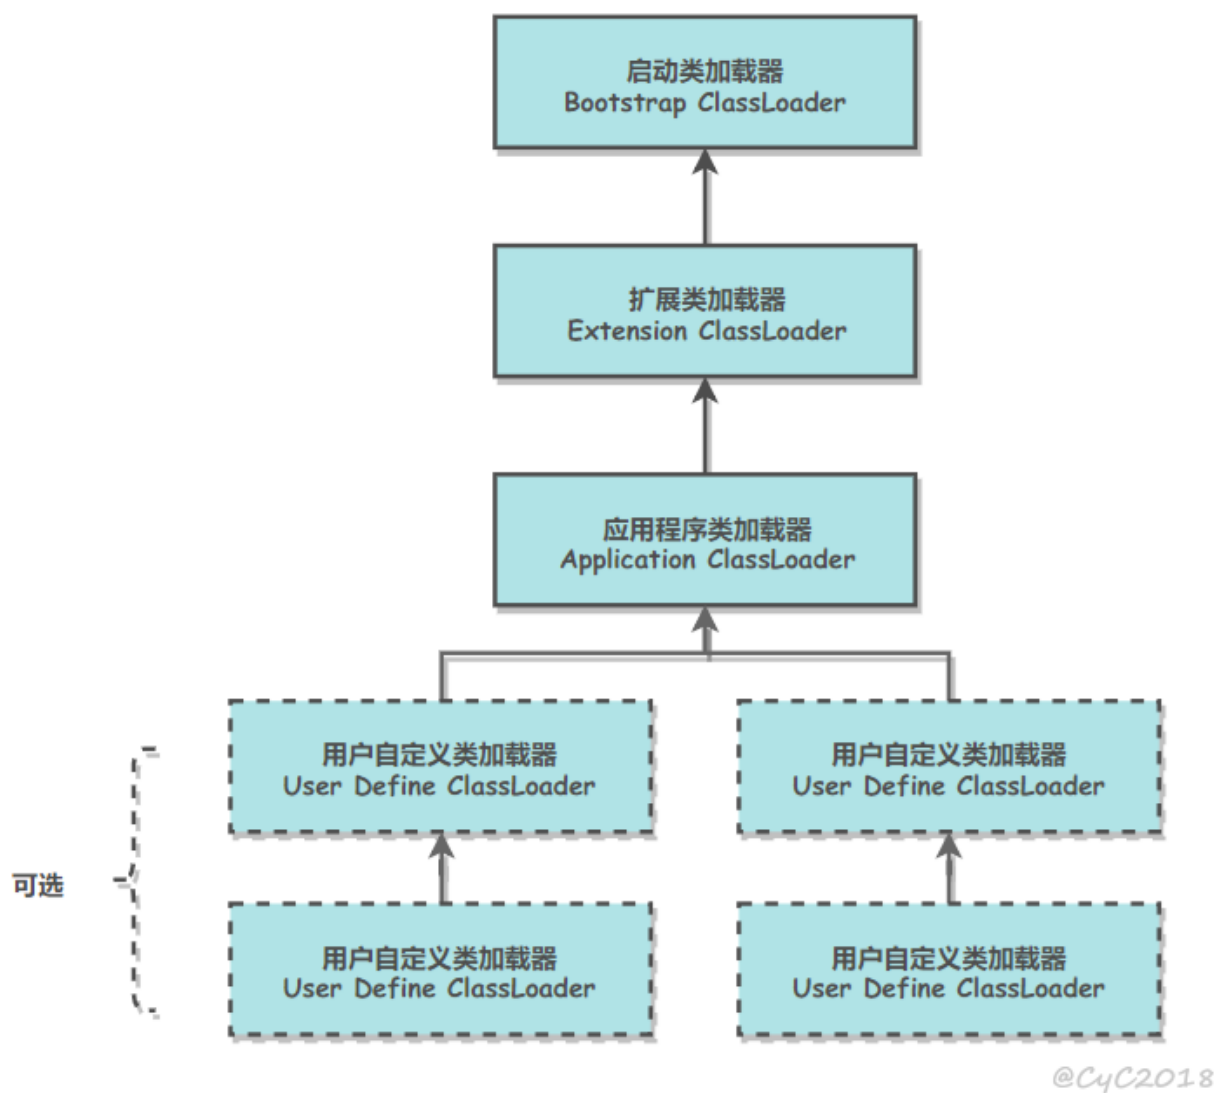 启动类加载器
Bootstrap ClassLoader
扩展类加载器
Extension ClassLoader
应用程序类加载器
Application ClassLoader
用户自定义类加载器
User Define ClassLoader
用户自定义类加载器
User Define ClassLoader
可选
用户自定义类加载器
User Define ClassLoader
用户自定义类加载器
User Define ClassLoader
@CyC2018